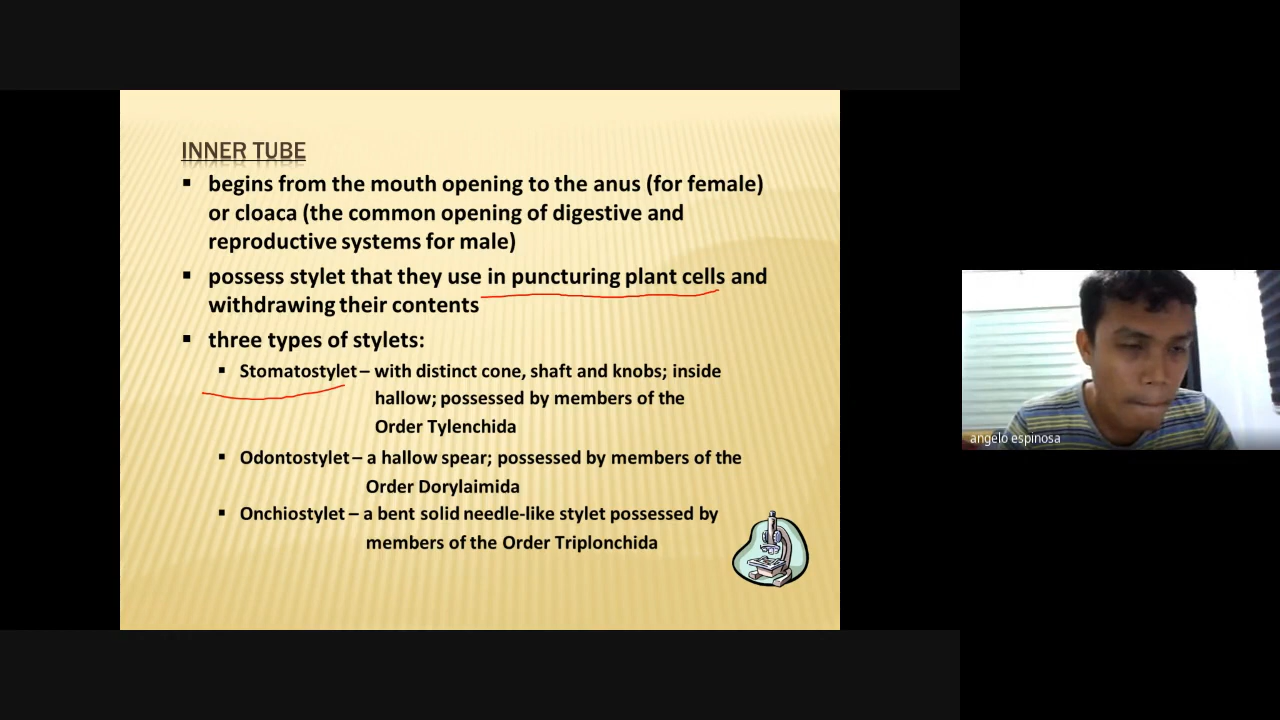 INNER TUBE
▪ begins from the mouth opening to the anus (for female)
or cloaca (the common opening of digestive and
reproductive systems for male)
▪ possess stylet that they use in puncturing plant cells and
withdrawing their contents
▪ three types of stylets:
▪ Stomatostylet – with distinct cone, shaft and knobs; inside
hallow; possessed by members of the
Order Tylenchida
▪ Odontostylet – a hallow spear; possessed by members of the
Order Dorylaimida
▪ Onchiostylet – a bent solid needle-like stylet possessed by
members of the Order Triplonchida
angelo espinosa